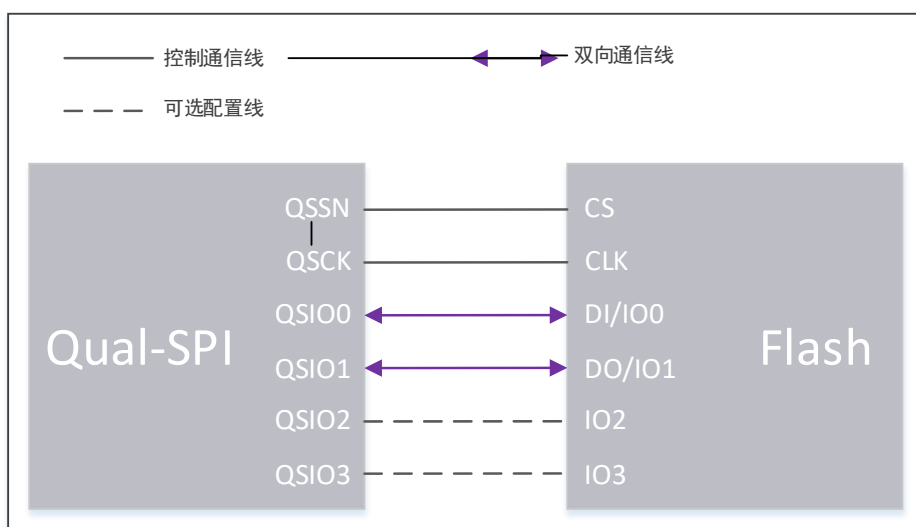 控制通信线
双向通信线
可选配置线
QSSN
CS
QSCK
CLK
QSIO0
DI/IO0
Qual-SPI
Flash
QSIO1
DO/IO1
QSIO2
IO2
QSIO3
IO3